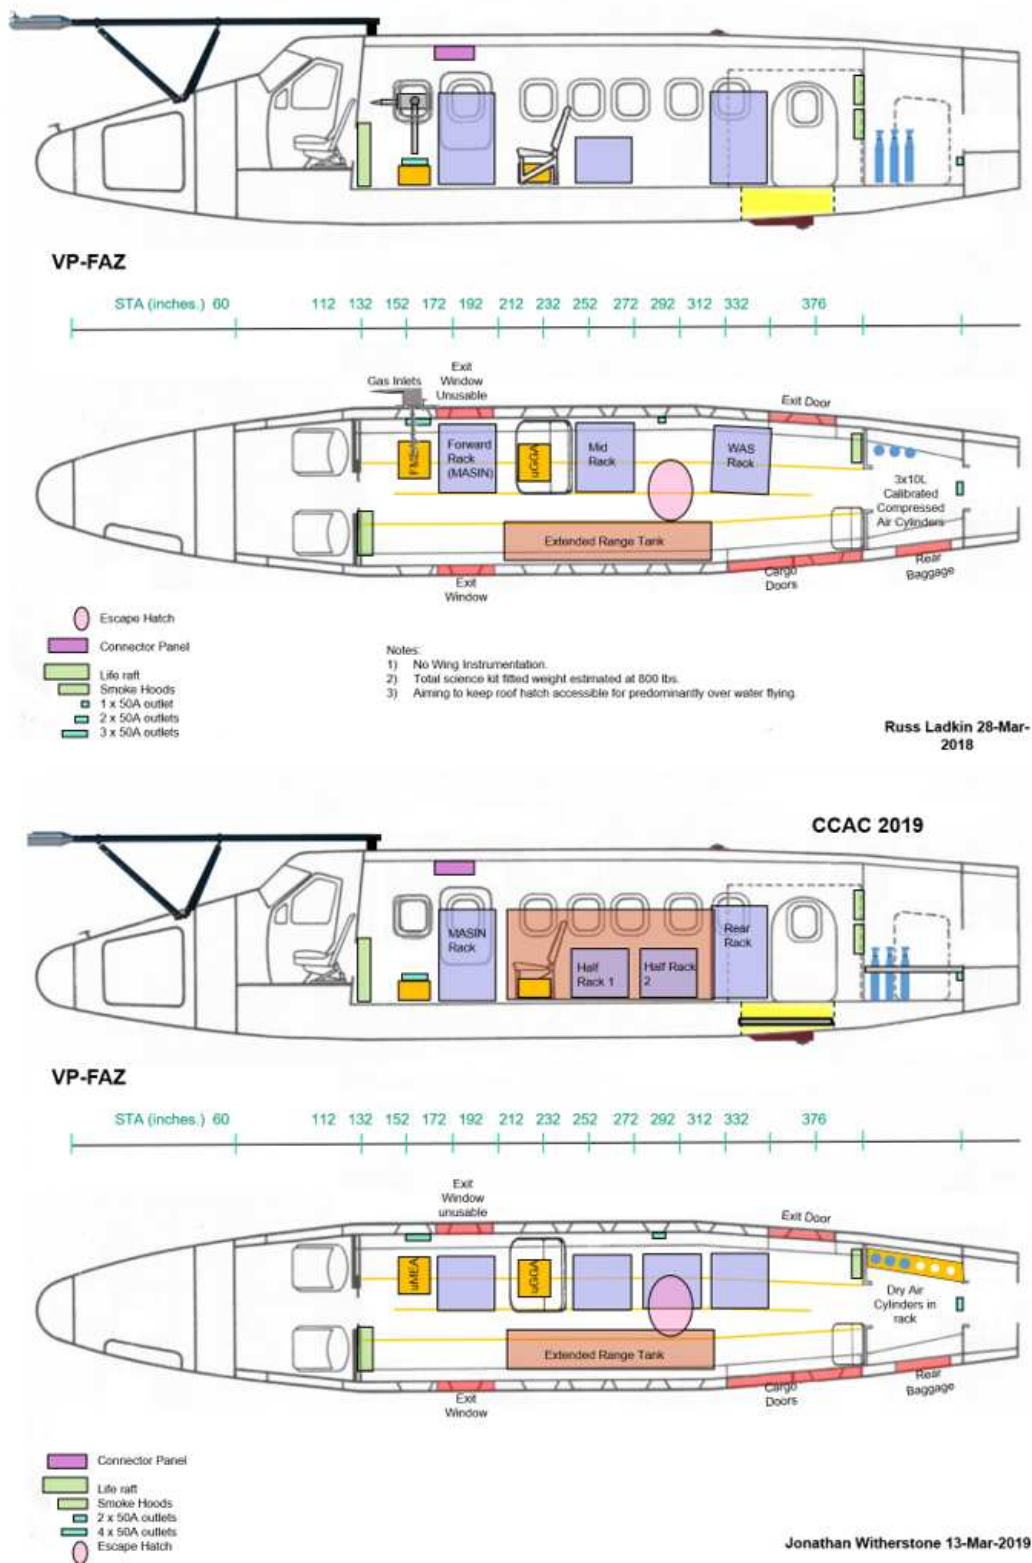 VP-FAZ
STA (inches.) 60 112 132 152 172 192 212 232 252 272 292 312 332 376
Gas Inlets
Exit
Window
Unusable
Exit Door
Forward
Rack
(MASIN)
uGGA
Mid
Rack
WAS
Rack
3x10L
Calibrated
Compressed
Air Cylinders
Extended Range Tank
Exit
Window
Cargo
Doors
Rear
Baggage
Escape Hatch
Connector Panel
Life raft
Smoke Hoods
1 x 50A outlet
2 x 50A outlets
3 x 50A outlets
Notes:
1) No Wing Instrumentation.
2) Total science kit fitted weight estimated at 800 lbs.
3) Aiming to keep roof hatch accessible for predominantly over water flying.
Russ Ladkin 28-Mar-
2018
CCAC 2019
MASIN
Rack
Half
Rack 1
Half Rack
2
Rear
Rack
VP-FAZ
STA (inches.) 60 112 132 152 172 192 212 232 252 272 292 312 332 376
Exit
Window
unusable
Exit Door
uMEA
uGGA
Dry Air
Cylinders in
rack
Extended Range Tank
Exit
Window
Cargo
Doors
Rear
Baggage
Connector Panel
Life raft
Smoke Hoods
2 x 50A outlets
4 x 50A outlets
Escape Hatch
Jonathan Witherstone 13-Mar-2019